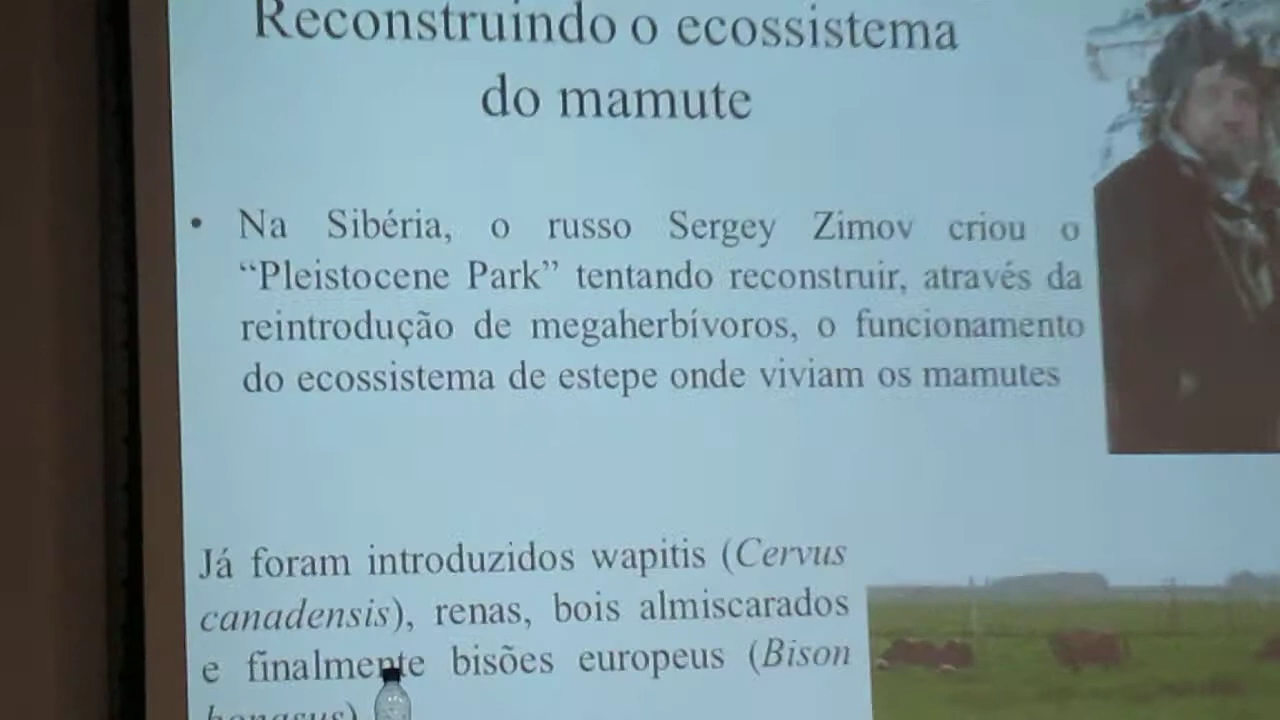 Reconstruindo o ecossistema
do mamute
• Na Sibéria, o russo Sergey Zimov criou o
“Pleistocene Park” tentando reconstruir, através da
reintrodução de megaherbívoros, o funcionamento
do ecossistema de estepe onde viviam os mamutes
Já foram introduzidos wapitis (Cervus
canadensis), renas, bois almiscarados
e finalmente bisões europeus (Bison
bonasus)